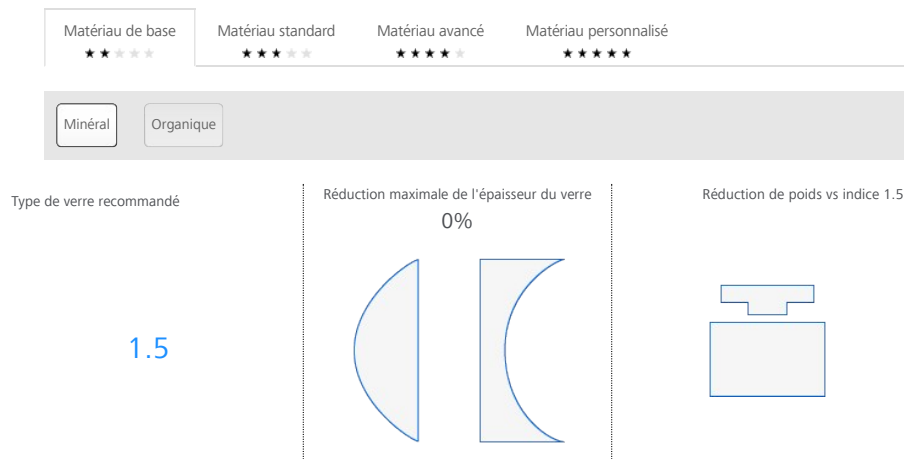 Matériau de base
Matériau standard
Matériau avancé
Matériau personnalisé
Minéral
Organique
Type de verre recommandé
Réduction maximale de l'épaisseur du verre
0%
Réduction de poids vs indice 1.5
1.5